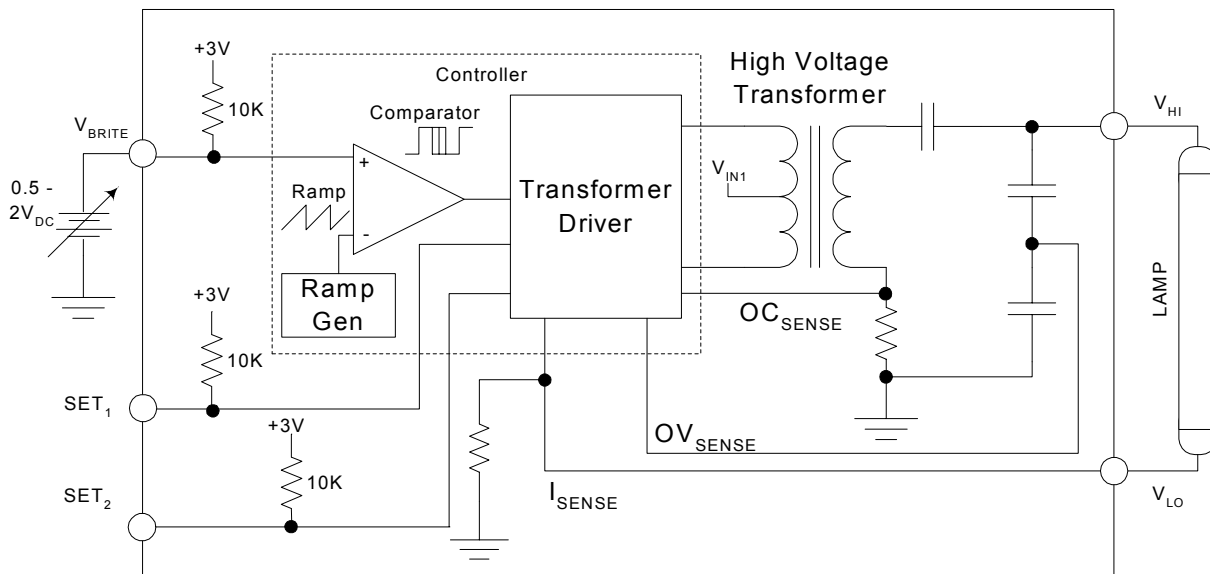 +3V
10K
V_BRITE
0.5 -
2V_DC
Controller
Comparator
+
Ramp
-
Ramp
Gen
Transformer
Driver
High Voltage
Transformer
V_IN1
V_HI
LAMP
OC_SENSE
+3V
10K
SET_1
+3V
10K
SET_2
OV_SENSE
I_SENSE
V_LO